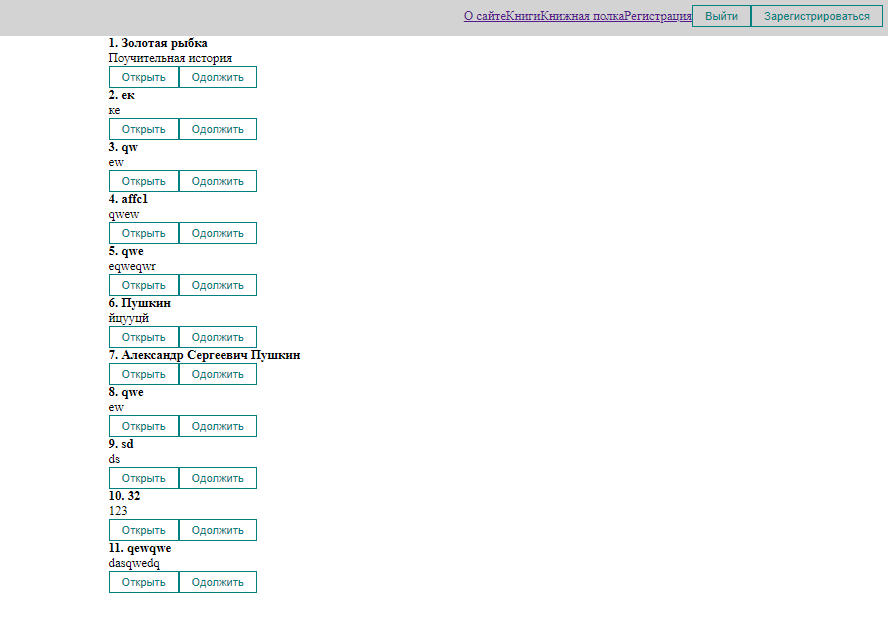 О сайтеКнигиКнижная полкаРегистрация Выйти Зарегистрироваться
1. Золотая рыбка
Поучительная история
Открыть Одолжить
2. ек
ке
Открыть Одолжить
3. qw
ew
Открыть Одолжить
4. affc1
qwew
Открыть Одолжить
5. qwe
eqweqwr
Открыть Одолжить
6. Пушкин
йцууцй
Открыть Одолжить
7. Александр Сергеевич Пушкин
Открыть Одолжить
8. qwe
ew
Открыть Одолжить
9. sd
ds
Открыть Одолжить
10. 32
123
Открыть Одолжить
11. qewqwe
dasqwedq
Открыть Одолжить